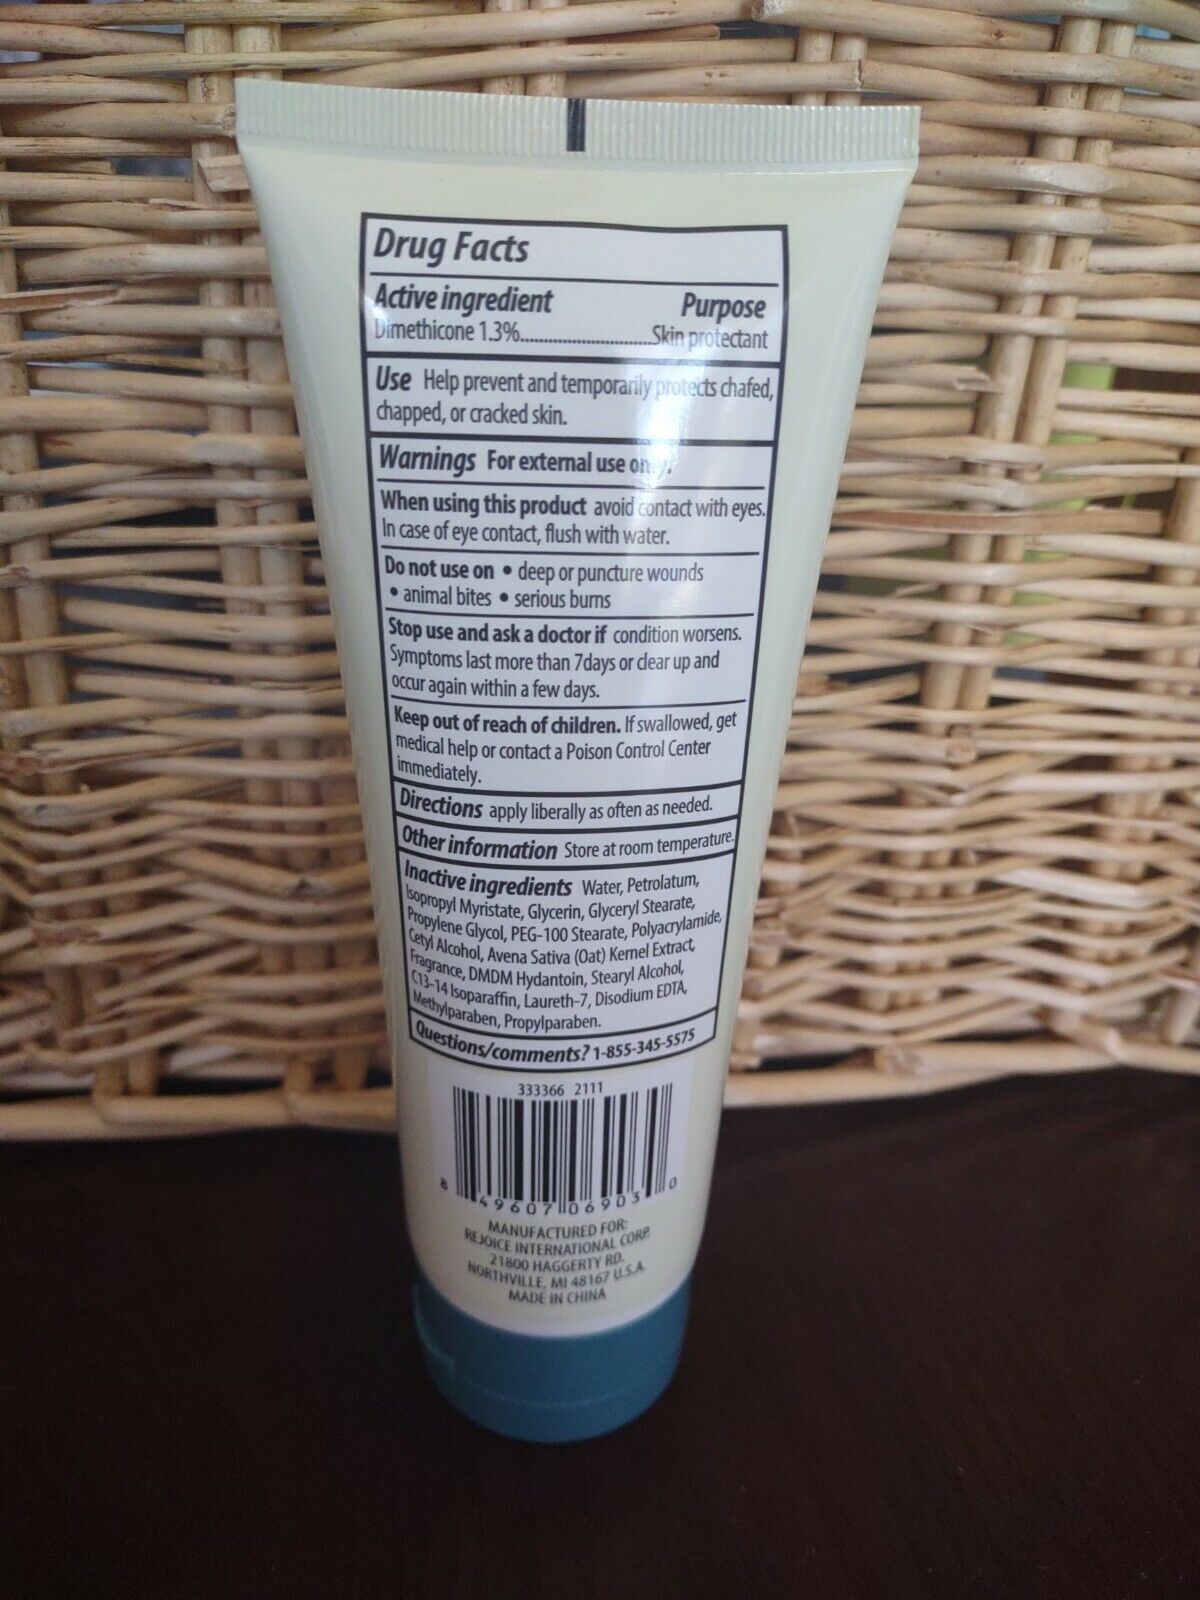 Drug Facts
Active ingredient Purpose
Dimethicone 1.3%............................Skin protectant
Use Help prevent and temporarily protects chafed,
chapped, or cracked skin.
Warnings For external use only.
When using this product avoid contact with eyes.
In case of eye contact, flush with water.
Do not use on • deep or puncture wounds
• animal bites • serious burns
Stop use and ask a doctor if condition worsens.
Symptoms last more than 7days or clear up and
occur again within a few days.
Keep out of reach of children. If swallowed, get
medical help or contact a Poison Control Center
immediately.
Directions apply liberally as often as needed.
Other information Store at room temperature.
Inactive ingredients Water, Petrolatum,
Isopropyl Myristate, Glycerin, Glyceryl Stearate,
Propylene Glycol, PEG-100 Stearate, Polyacrylamide,
Cetyl Alcohol, Avena Sativa (Oat) Kernel Extract,
Fragrance, DMDM Hydantoin, Stearyl Alcohol,
C13-14 Isoparaffin, Laureth-7, Disodium EDTA,
Methylparaben, Propylparaben.
Questions/comments? 1-855-345-5575
333366 2111
8 49607 06903 0
MANUFACTURED FOR:
REJOICE INTERNATIONAL CORP.
21800 HAGGERTY RD.
NORTHVILLE, MI 48167 U.S.A.
MADE IN CHINA